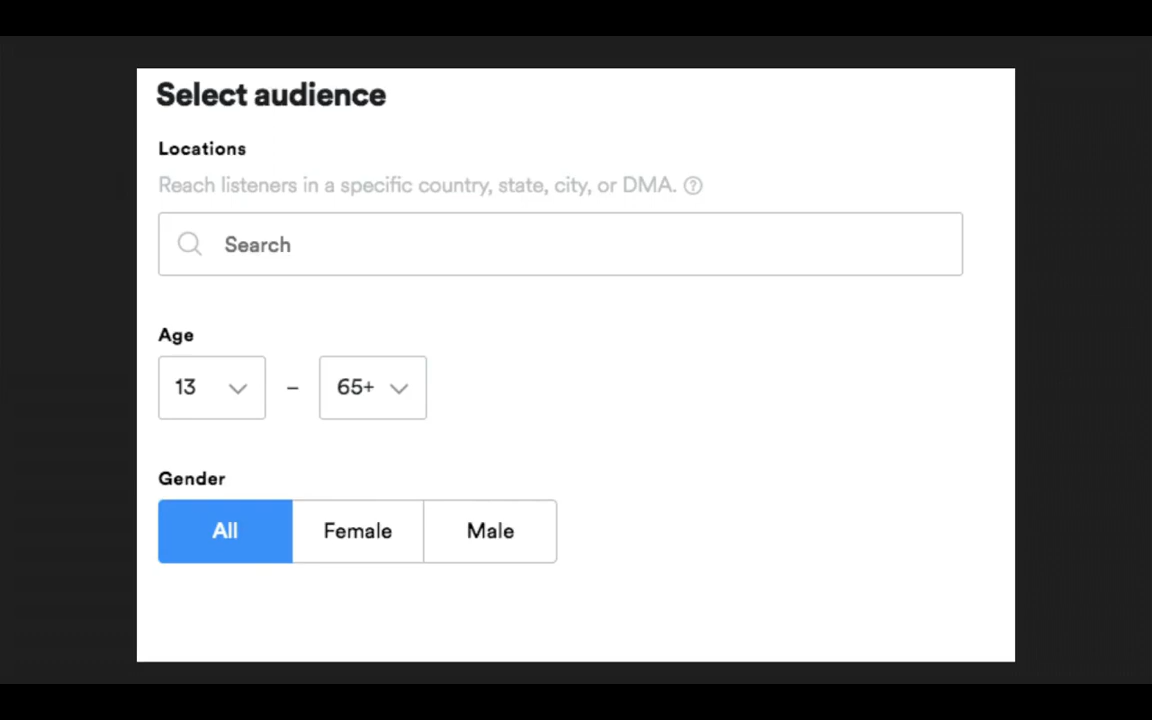 Select audience
Locations
Reach listeners in a specific country, state, city, or DMA. ?
Search
Age
13 – 65+
Gender
All Female Male